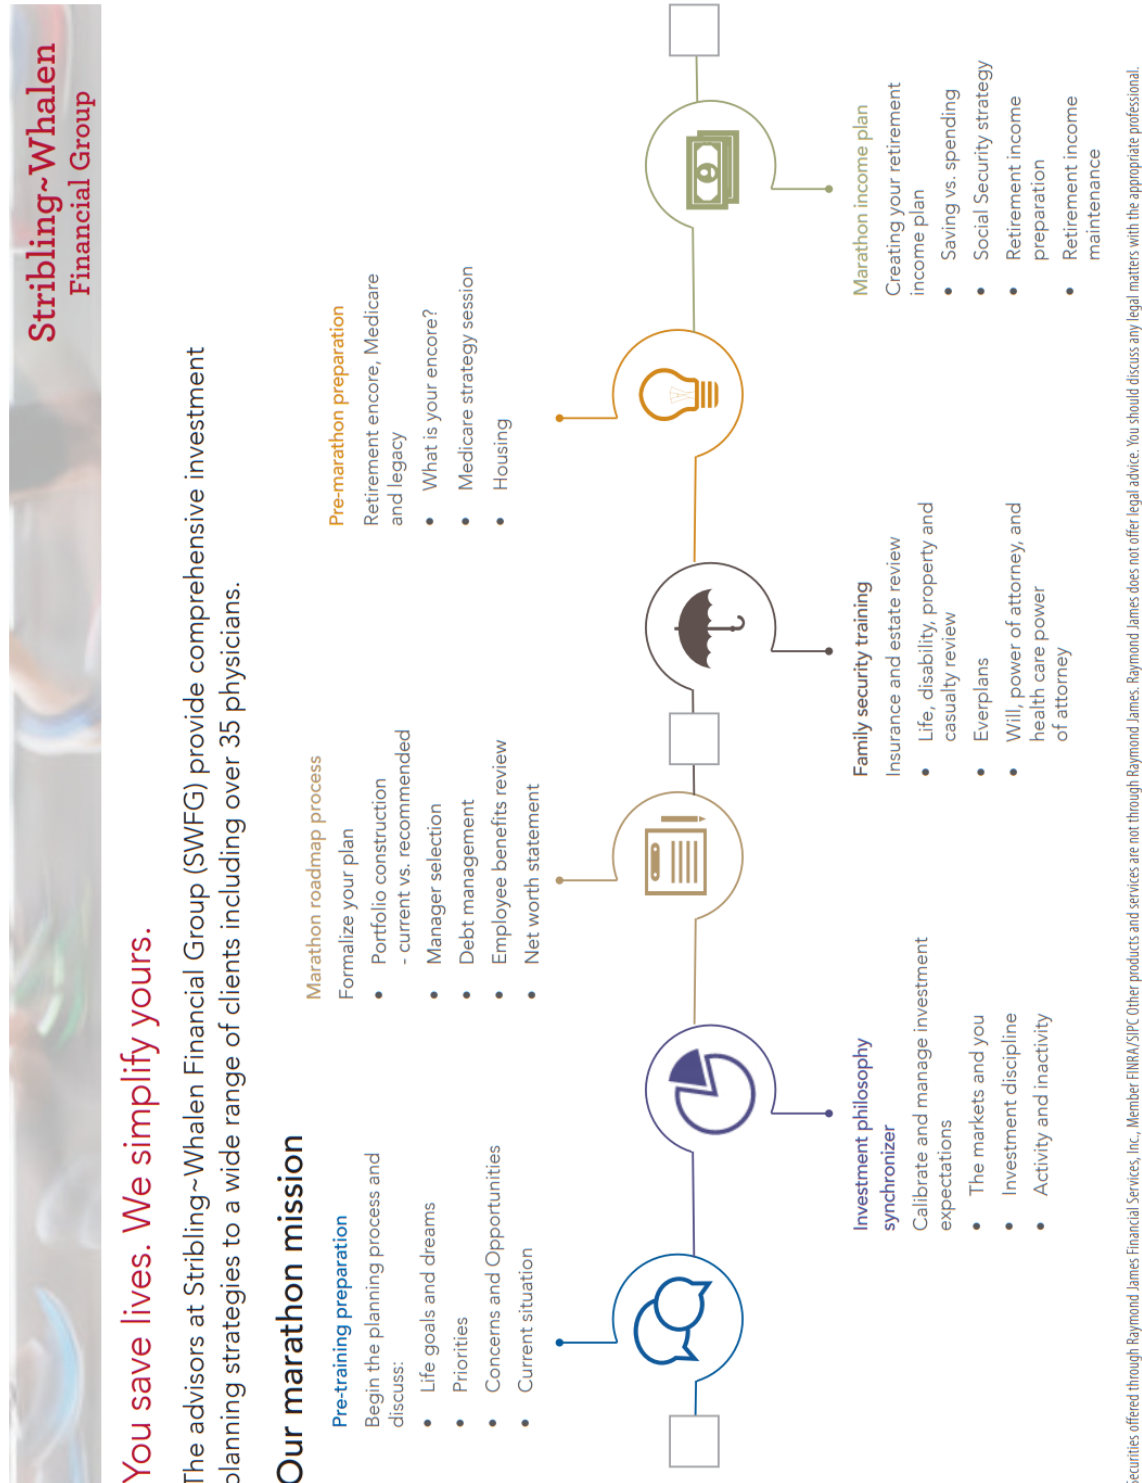 Stribling~Whalen
Financial Group
You save lives. We simplify yours.
The advisors at Stribling~Whalen Financial Group (SWFG) provide comprehensive investment
planning strategies to a wide range of clients including over 35 physicians.
Our marathon mission
Pre-training preparation
Begin the planning process and
discuss:
• Life goals and dreams
• Priorities
• Concerns and Opportunities
• Current situation
Marathon roadmap process
Formalize your plan
• Portfolio construction
- current vs. recommended
• Manager selection
• Debt management
• Employee benefits review
• Net worth statement
Pre-marathon preparation
Retirement encore, Medicare
and legacy
• What is your encore?
• Medicare strategy session
• Housing
Investment philosophy
synchronizer
Calibrate and manage investment
expectations
• The markets and you
• Investment discipline
• Activity and inactivity
Family security training
Insurance and estate review
• Life, disability, property and
casualty review
• Everplans
• Will, power of attorney, and
health care power
of attorney
Marathon income plan
Creating your retirement
income plan
• Saving vs. spending
• Social Security strategy
• Retirement income
preparation
• Retirement income
maintenance
Securities offered through Raymond James Financial Services, Inc., Member FINRA/SIPC Other products and services are not through Raymond James. Raymond James does not offer legal advice. You should discuss any legal matters with the appropriate professional.